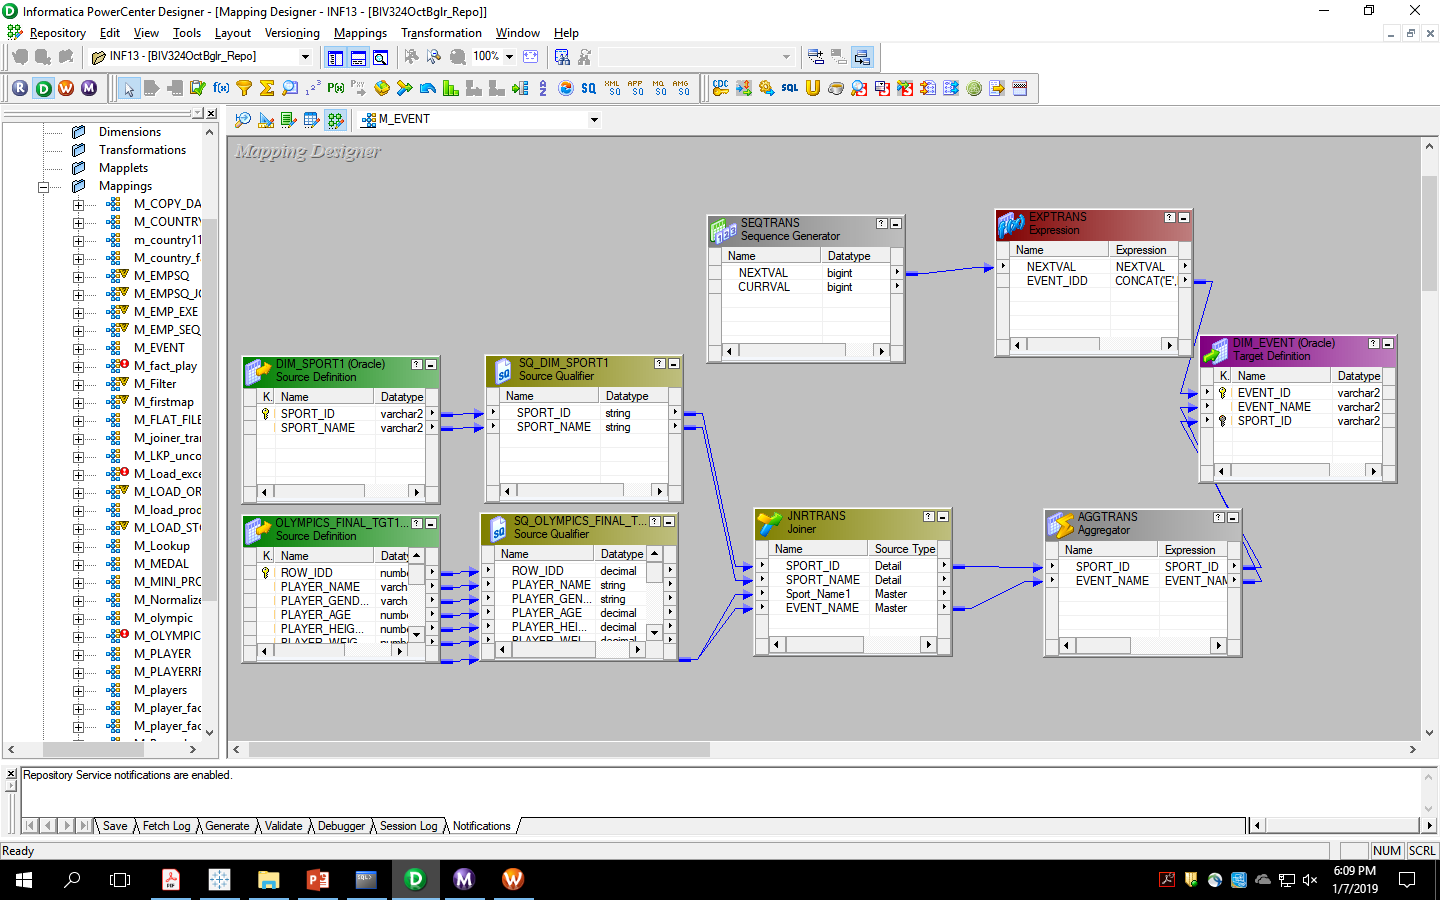 Informatica PowerCenter Designer - [Mapping Designer - INF13 - [BIV324OctBglr_Repo]]
Repository Edit View Tools Layout Versioning Mappings Transformation Window Help
INF13 - [BIV324OctBglr_Repo]
100%
M_EVENT
Mapping Designer
Dimensions
Transformations
Mapplets
Mappings
M_COPY_DA
M_COUNTRY
m_country11
m_country_f
M_EMPSQ
M_EMPSQ_JO
M_EMP_EXE
M_EMP_SEQ
M_EVENT
M_fact_play
M_Filter
M_firstmap
M_FLAT_FILE
M_joiner_tra
M_LKP_unco
M_Load_exce
M_LOAD_OR
M_load_prod
M_LOAD_STO
M_Lookup
M_MEDAL
M_MINI_PRO
M_Normalize
M_olympic
M_OLYMPIC
M_PLAYER
M_PLAYERRF
M_players
M_player_fac
M_player_fac
SEQTRANS
Sequence Generator
Name Datatype
NEXTVAL bigint
CURRVAL bigint
EXPTRANS
Expression
Name Expression
NEXTVAL NEXTVAL
EVENT_IDD CONCAT('E',
DIM_EVENT (Oracle)
Target Definition
K. Name Datatype
EVENT_ID varchar2
EVENT_NAME varchar2
SPORT_ID varchar2
DIM_SPORT1 (Oracle)
Source Definition
K. Name Datatype
SPORT_ID varchar2
SPORT_NAME varchar2
SQ_DIM_SPORT1
Source Qualifier
Name Datatype
SPORT_ID string
SPORT_NAME string
OLYMPICS_FINAL_TGT1...
Source Definition
K. Name Datat
ROW_IDD numb
PLAYER_NAME varch
PLAYER_GEND... varch
PLAYER_AGE numb
PLAYER_HEIG... numb
PLAYER_WEIG numb
SQ_OLYMPICS_FINAL_T...
Source Qualifier
Name Datatype
ROW_IDD decimal
PLAYER_NAME string
PLAYER_GEN... string
PLAYER_AGE decimal
PLAYER_HEI... decimal
PLAYER_WEI decimal
JNRTRANS
Joiner
Name Source Type
SPORT_ID Detail
SPORT_NAME Detail
Sport_Name1 Master
EVENT_NAME Master
AGGTRANS
Aggregator
Name Expression
SPORT_ID SPORT_ID
EVENT_NAME EVENT_NAM
Repository Service notifications are enabled.
Save Fetch Log Generate Validate Debugger Session Log Notifications
Ready
NUM SCRL
6:09 PM
1/7/2019